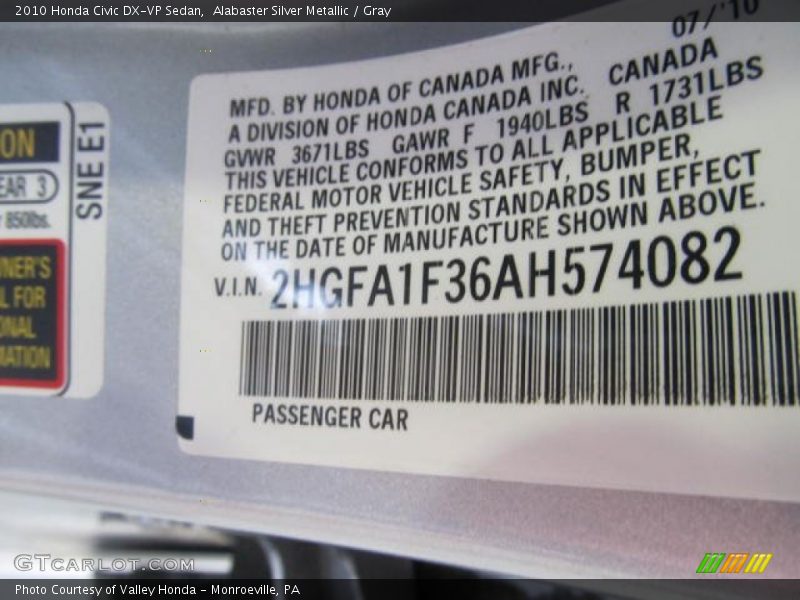 2010 Honda Civic DX-VP Sedan, Alabaster Silver Metallic / Gray
07/'10
MFD. BY HONDA OF CANADA MFG.,
A DIVISION OF HONDA CANADA INC. CANADA
GVWR 3671LBS GAWR F 1940LBS R 1731LBS
THIS VEHICLE CONFORMS TO ALL APPLICABLE
FEDERAL MOTOR VEHICLE SAFETY, BUMPER,
AND THEFT PREVENTION STANDARDS IN EFFECT
ON THE DATE OF MANUFACTURE SHOWN ABOVE.
V.I.N. 2HGFA1F36AH574082
PASSENGER CAR
ON
EAR 3
850lbs.
SNE E1
NER'S
L FOR
ONAL
MATION
GTCARLOT.COM
Photo Courtesy of Valley Honda - Monroeville, PA